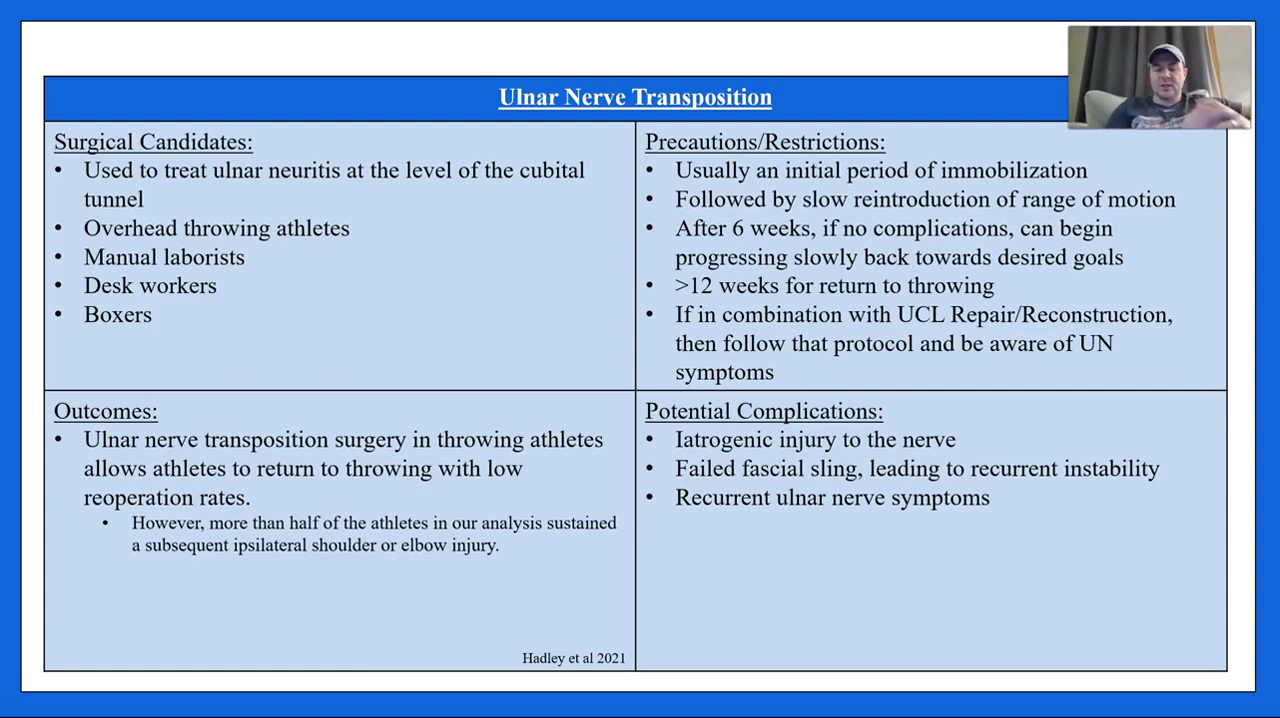 Ulnar Nerve Transposition
Surgical Candidates:
• Used to treat ulnar neuritis at the level of the cubital
tunnel
• Overhead throwing athletes
• Manual laborists
• Desk workers
• Boxers
Precautions/Restrictions:
• Usually an initial period of immobilization
• Followed by slow reintroduction of range of motion
• After 6 weeks, if no complications, can begin
progressing slowly back towards desired goals
• >12 weeks for return to throwing
• If in combination with UCL Repair/Reconstruction,
then follow that protocol and be aware of UN
symptoms
Outcomes:
• Ulnar nerve transposition surgery in throwing athletes
allows athletes to return to throwing with low
reoperation rates.
• However, more than half of the athletes in our analysis sustained
a subsequent ipsilateral shoulder or elbow injury.
Hadley et al 2021
Potential Complications:
• Iatrogenic injury to the nerve
• Failed fascial sling, leading to recurrent instability
• Recurrent ulnar nerve symptoms